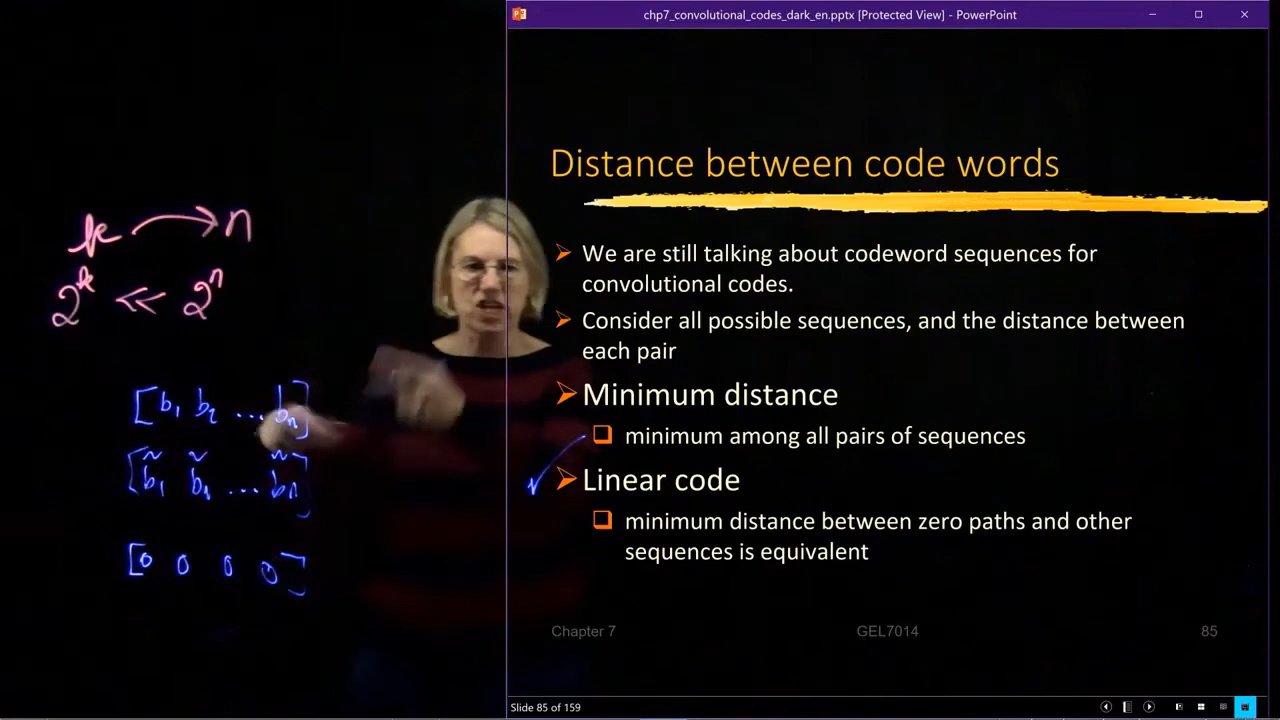 chp7_convolutional_codes_dark_en.pptx [Protected View] - PowerPoint
Distance between code words
We are still talking about codeword sequences for
convolutional codes.
Consider all possible sequences, and the distance between
each pair
Minimum distance
minimum among all pairs of sequences
Linear code
minimum distance between zero paths and other
sequences is equivalent
Chapter 7 GEL7014 85
Slide 85 of 159
k → n
2^k << 2^n
[b₁ b₂ ... bₙ]
[b̃₁ b̃₂ ... b̃ₙ]
[0 0 0 0]